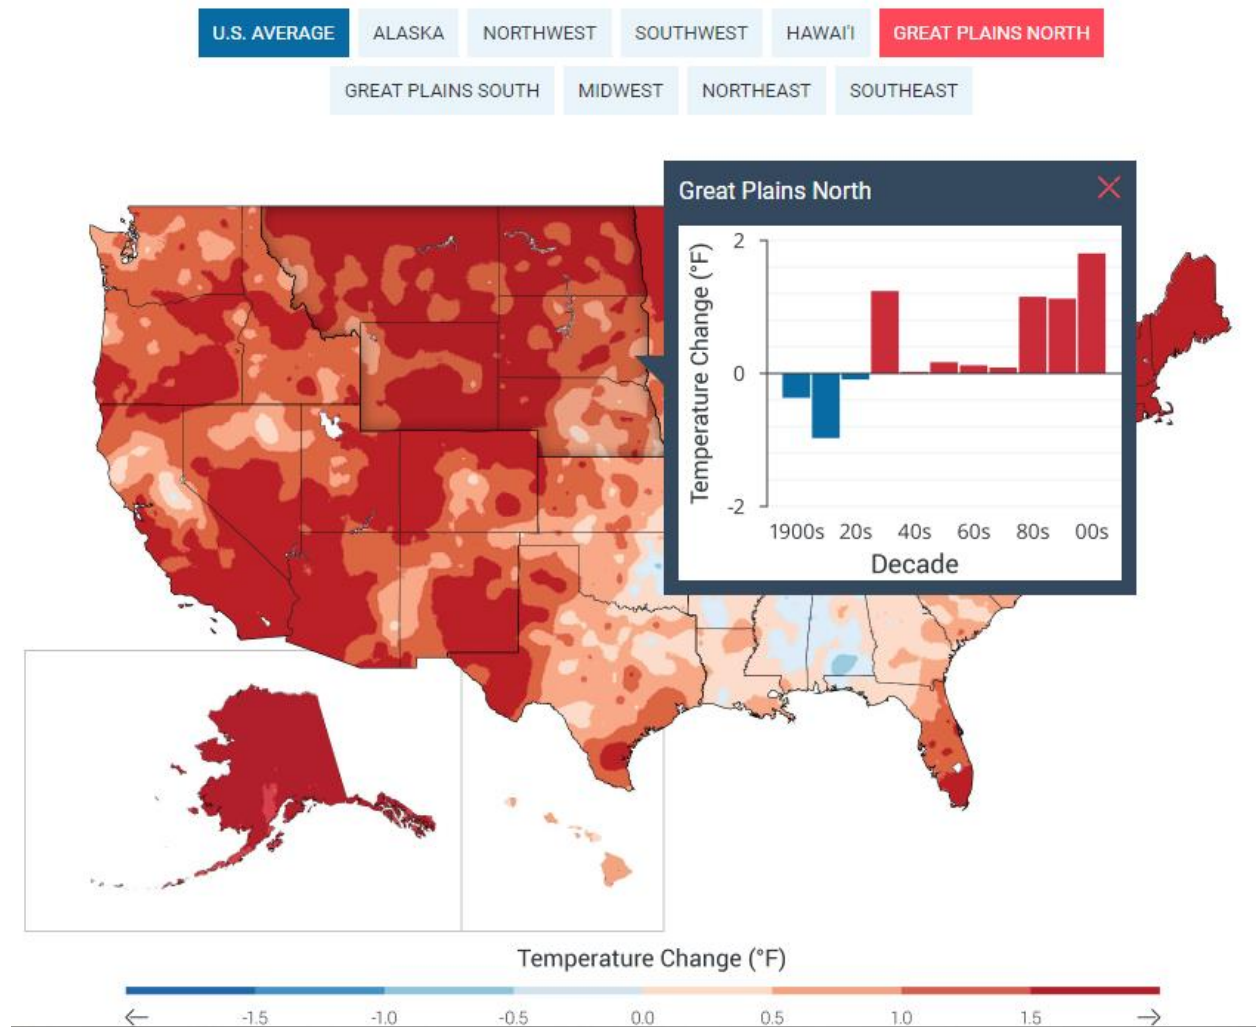 U.S. AVERAGE ALASKA NORTHWEST SOUTHWEST HAWAI'I GREAT PLAINS NORTH
GREAT PLAINS SOUTH MIDWEST NORTHEAST SOUTHEAST
Great Plains North
Temperature Change (°F)
2
0
-2
1900s 20s 40s 60s 80s 00s
Decade
Temperature Change (°F)
-1.5 -1.0 -0.5 0.0 0.5 1.0 1.5